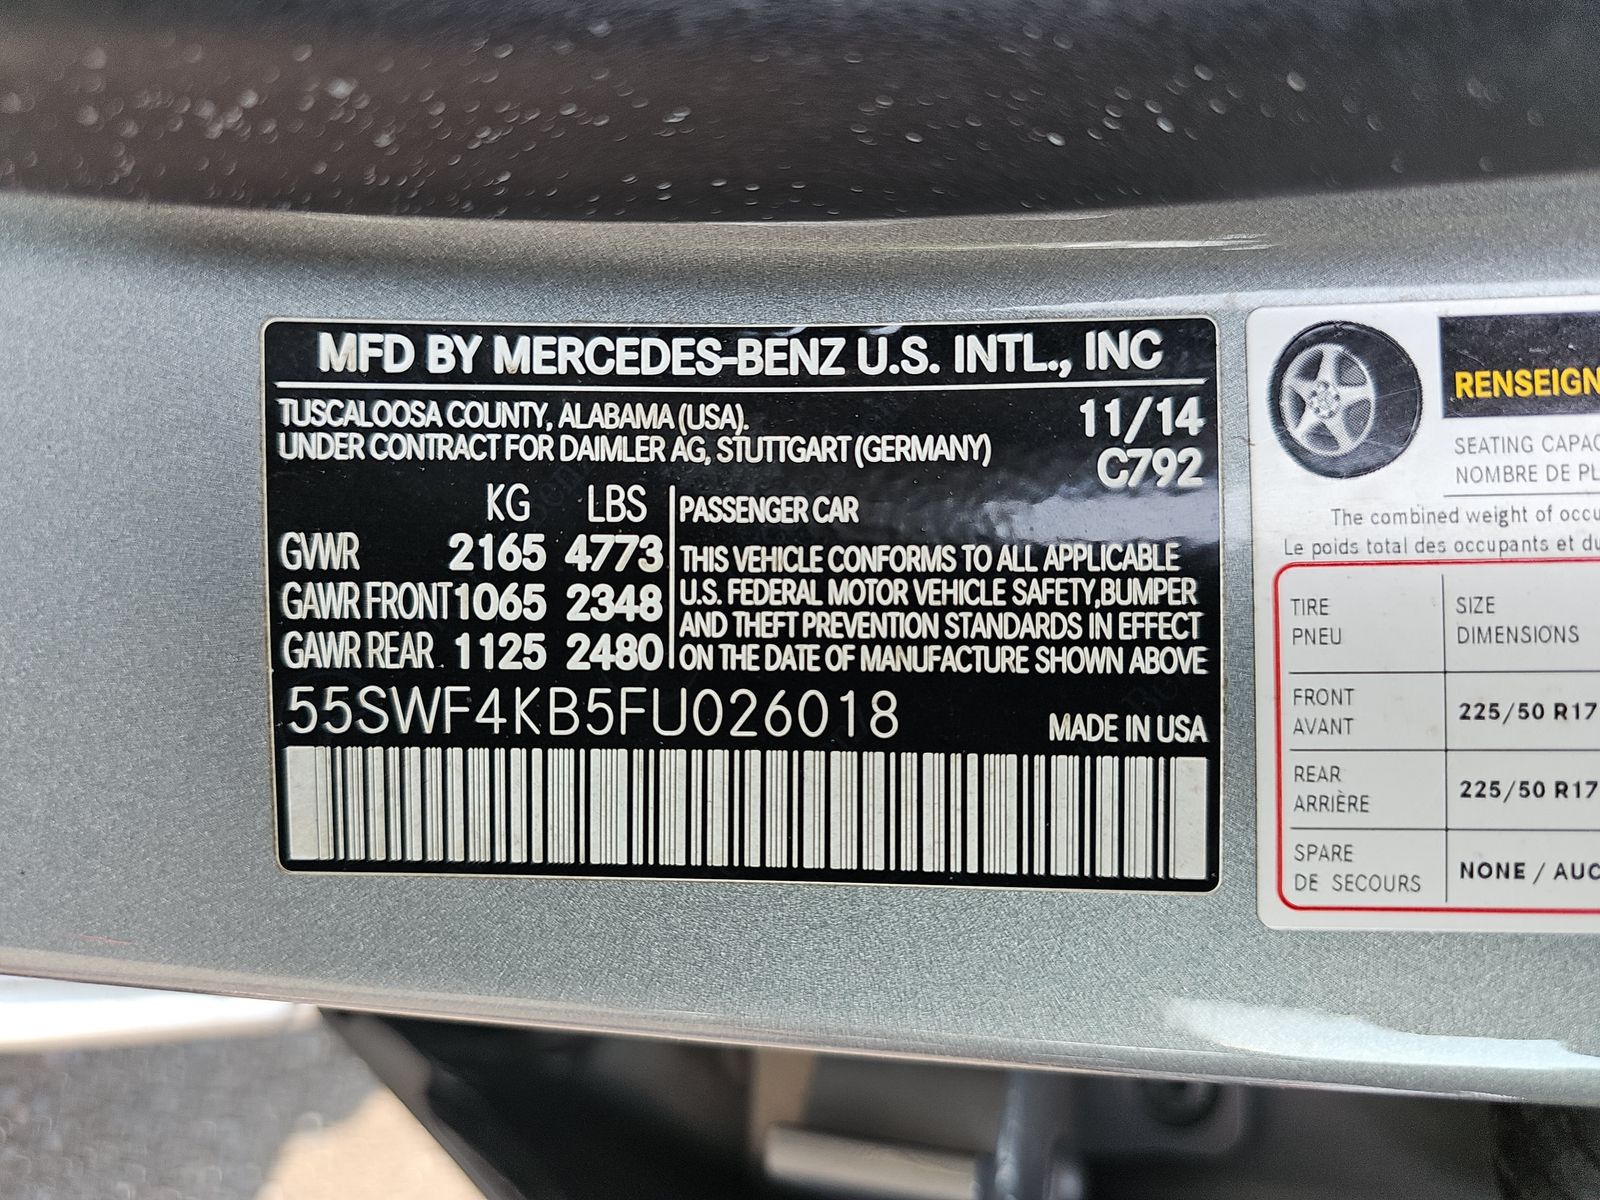 MFD BY MERCEDES-BENZ U.S. INTL., INC
TUSCALOOSA COUNTY, ALABAMA (USA).
11/14
UNDER CONTRACT FOR DAIMLER AG, STUTTGART (GERMANY)
C792
KG LBS
GVWR 2165 4773
GAWR FRONT 1065 2348
GAWR REAR 1125 2480
PASSENGER CAR
THIS VEHICLE CONFORMS TO ALL APPLICABLE
U.S. FEDERAL MOTOR VEHICLE SAFETY,BUMPER
AND THEFT PREVENTION STANDARDS IN EFFECT
ON THE DATE OF MANUFACTURE SHOWN ABOVE
55SWF4KB5FU026018
MADE IN USA
RENSEIGN
SEATING CAPAC
NOMBRE DE PL
The combined weight of occu
Le poids total des occupants et du
TIRE
PNEU
SIZE
DIMENSIONS
FRONT
AVANT
225/50 R17
REAR
ARRIÈRE
225/50 R17
SPARE
DE SECOURS
NONE / AUC